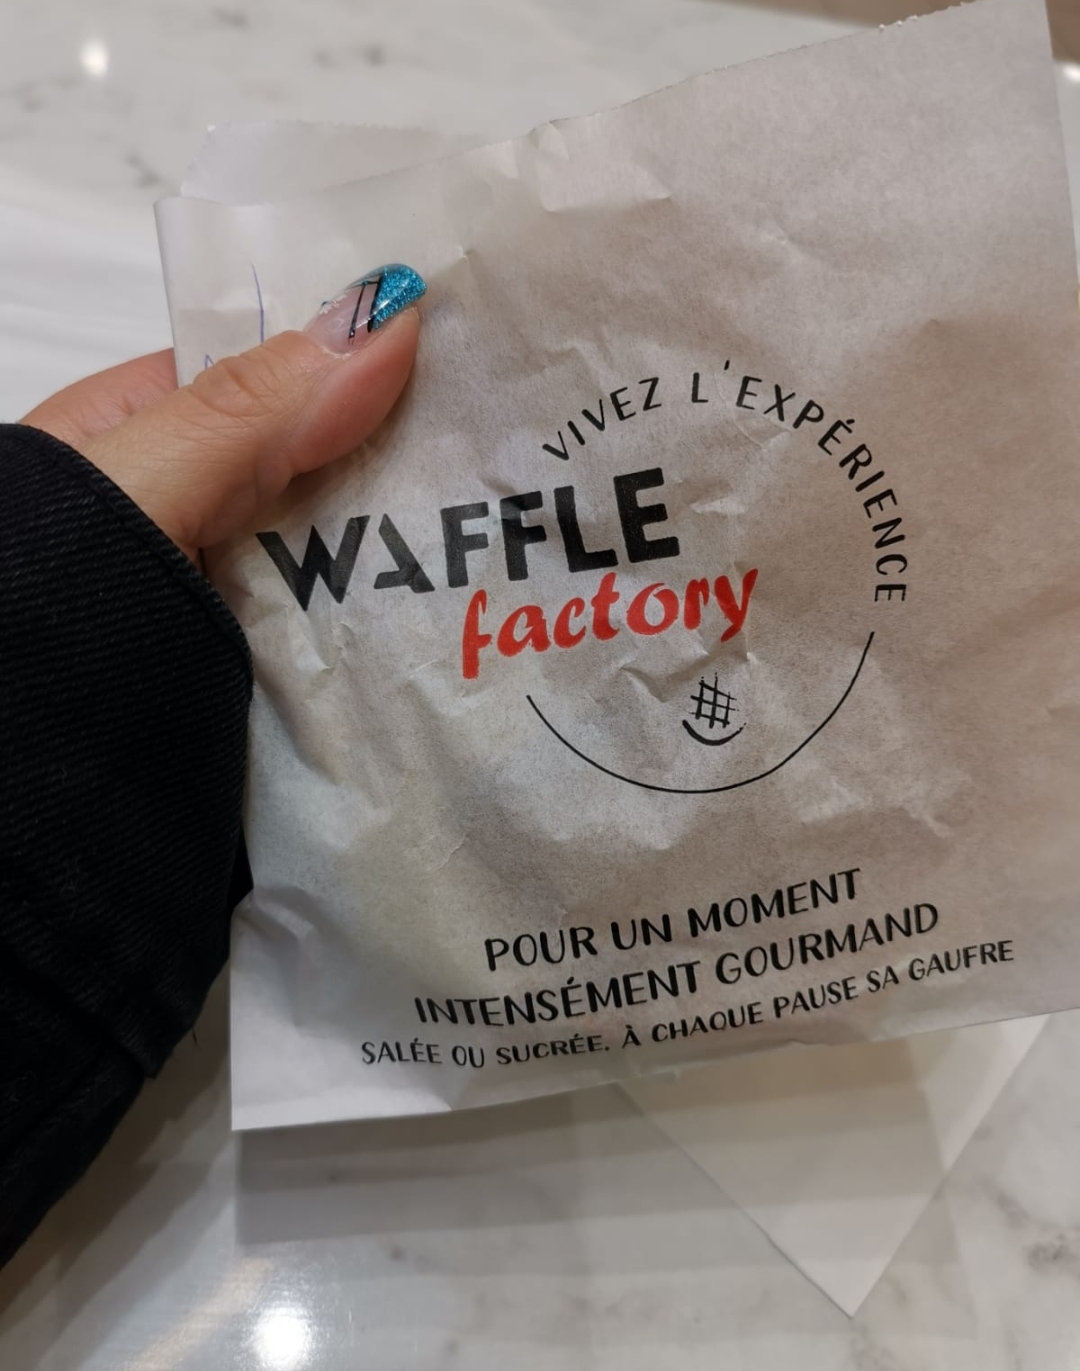 VIVEZ L'EXPÉRIENCE
WAFFLE
factory
POUR UN MOMENT
INTENSÉMENT GOURMAND
SALÉE OU SUCRÉE. À CHAQUE PAUSE SA GAUFRE